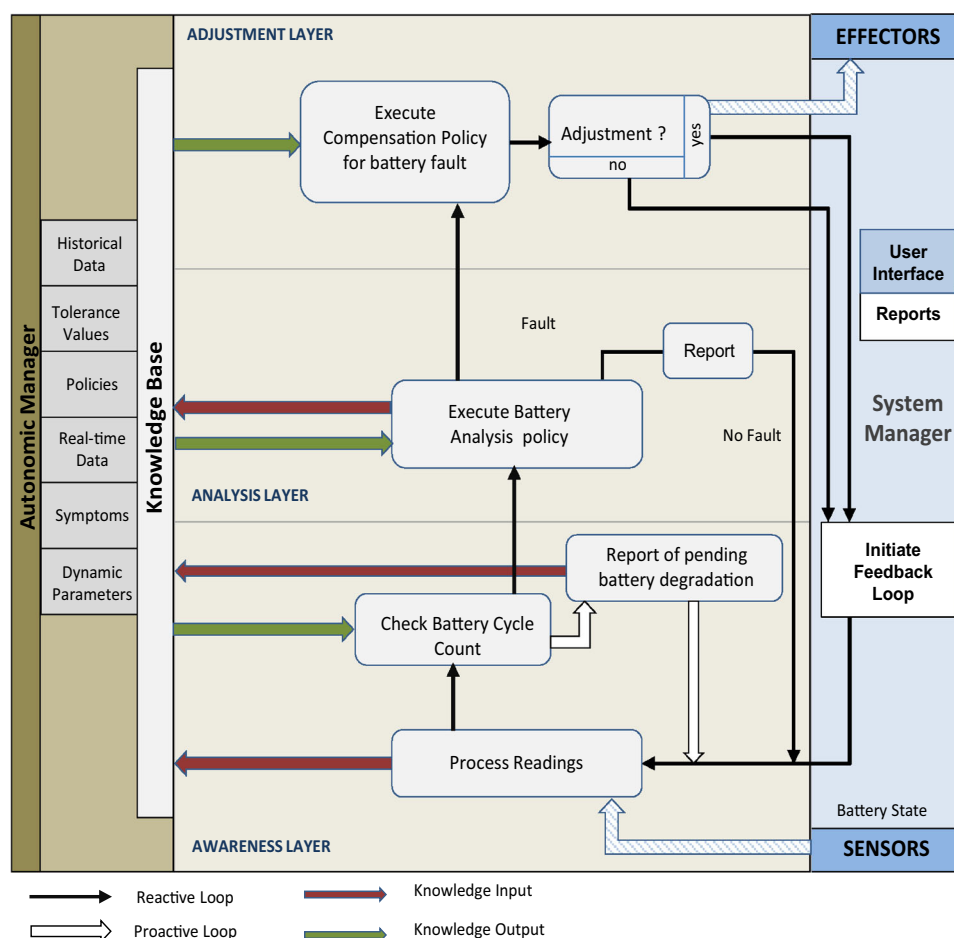 ADJUSTMENT LAYER
EFFECTORS
Execute
Compensation Policy
for battery fault
Adjustment ?
yes
no
Historical
Data
Tolerance
Values
Policies
Real-time
Data
Symptoms
Dynamic
Parameters
Autonomic Manager
Knowledge Base
User
Interface
Reports
Fault
Report
Execute Battery
Analysis policy
No Fault
System
Manager
ANALYSIS LAYER
Report of pending
battery degradation
Initiate
Feedback
Loop
Check Battery Cycle
Count
Process Readings
Battery State
AWARENESS LAYER
SENSORS
Reactive Loop
Knowledge Input
Proactive Loop
Knowledge Output